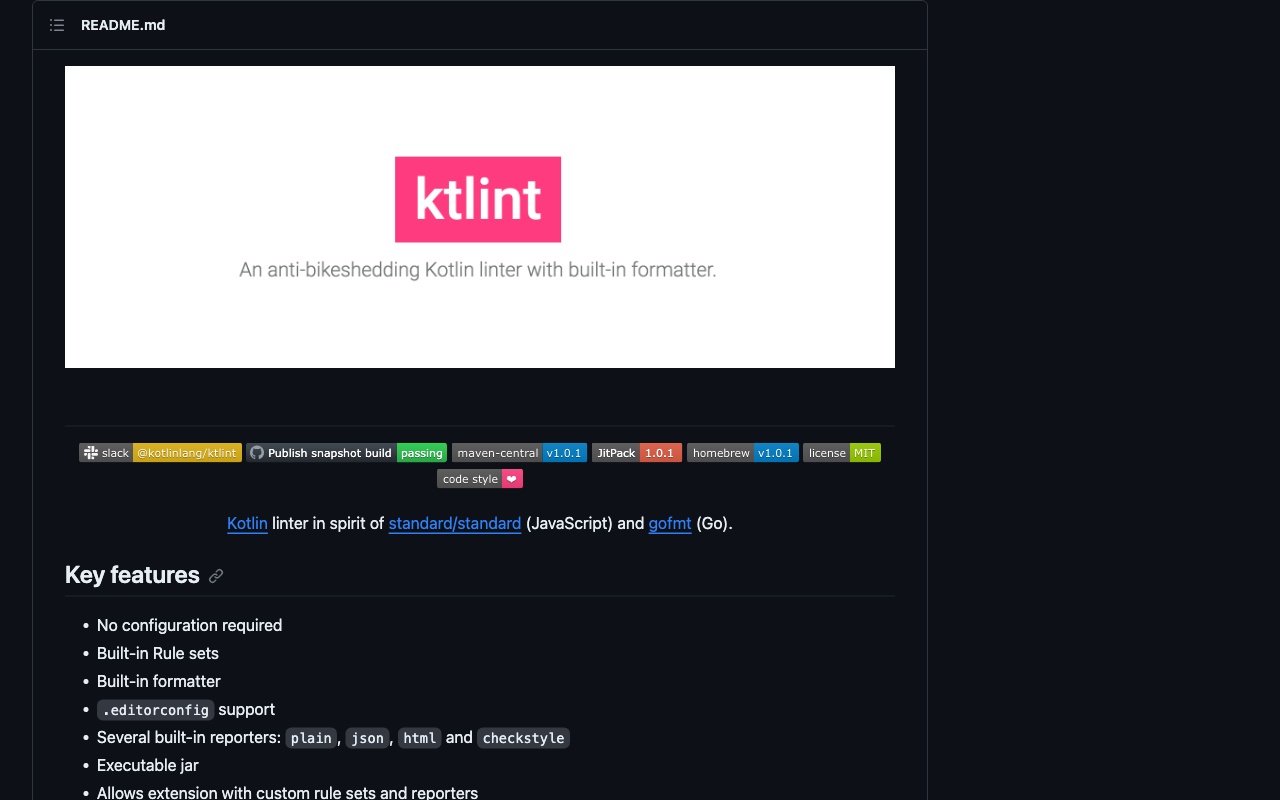 README.md
ktlint
An anti-bikeshedding Kotlin linter with built-in formatter.
slack @kotlinlang/ktlint Publish snapshot build passing maven-central v1.0.1 JitPack 1.0.1 homebrew v1.0.1 license MIT
code style ❤
Kotlin linter in spirit of standard/standard (JavaScript) and gofmt (Go).
Key features
• No configuration required
• Built-in Rule sets
• Built-in formatter
• .editorconfig support
• Several built-in reporters: plain, json, html and checkstyle
• Executable jar
• Allows extension with custom rule sets and reporters